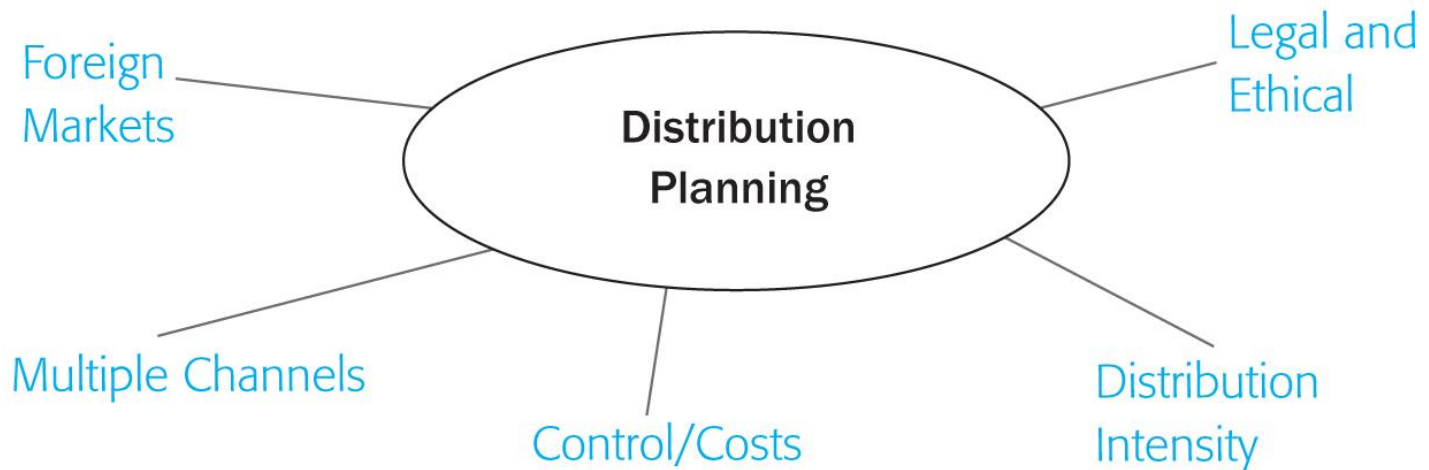 Foreign
Markets
Distribution
Planning
Legal and
Ethical
Multiple Channels
Control/Costs
Distribution
Intensity